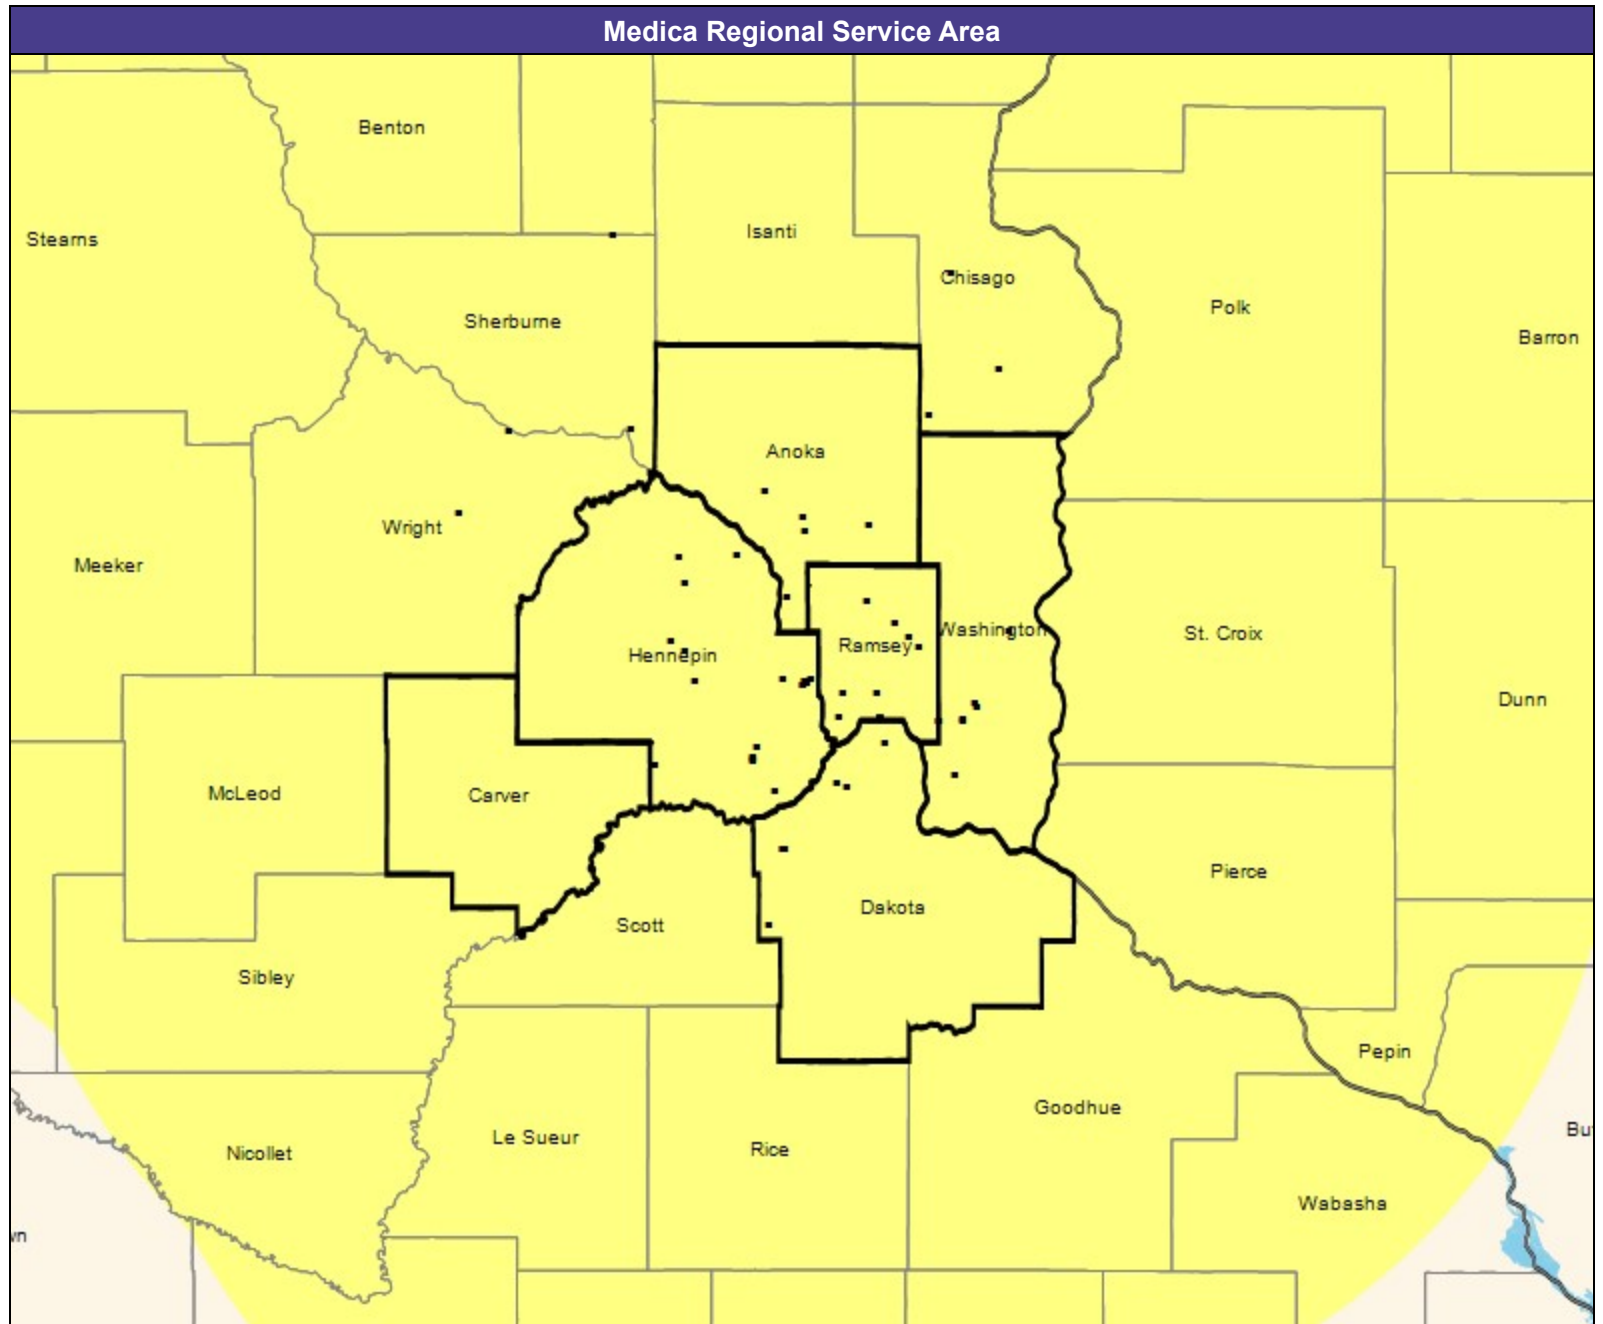 Medica Regional Service Area
Benton
Stearns
Isanti
Chisago
Polk
Sherburne
Barron
Anoka
Wright
Meeker
Washington
St. Croix
Ramsey
Hennepin
Dunn
McLeod
Carver
Pierce
Dakota
Scott
Sibley
Pepin
Goodhue
Bu
Le Sueur
Rice
Nicollet
Wabasha